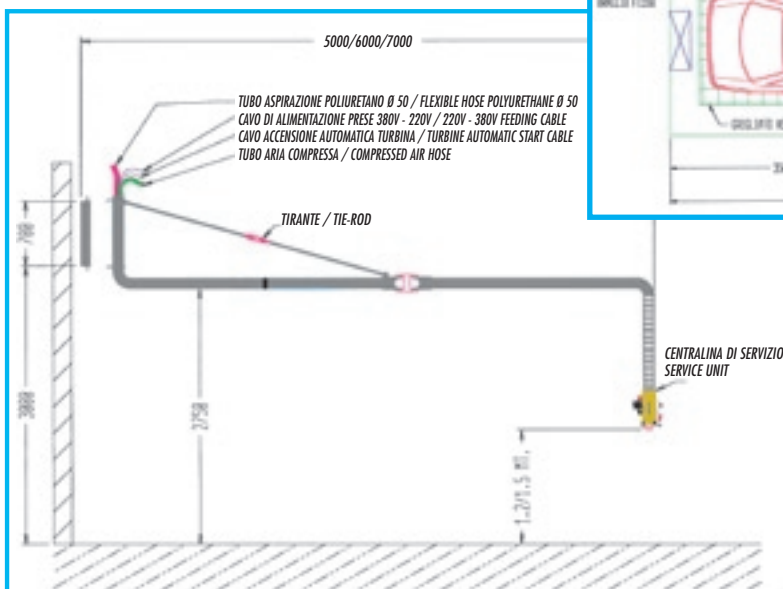 5000/6000/7000
TUBO ASPIRAZIONE POLIURETANO Ø 50 / FLEXIBLE HOSE POLYURETHANE Ø 50
CAVO DI ALIMENTAZIONE PRESE 380V - 220V / 220V - 380V FEEDING CABLE
CAVO ACCENSIONE AUTOMATICA TURBINA / TURBINE AUTOMATIC START CABLE
TUBO ARIA COMPRESSA / COMPRESSED AIR HOSE
TIRANTE / TIE-ROD
700
3000
2750
1.2/1.5 MT.
CENTRALINA DI SERVIZIO
SERVICE UNIT